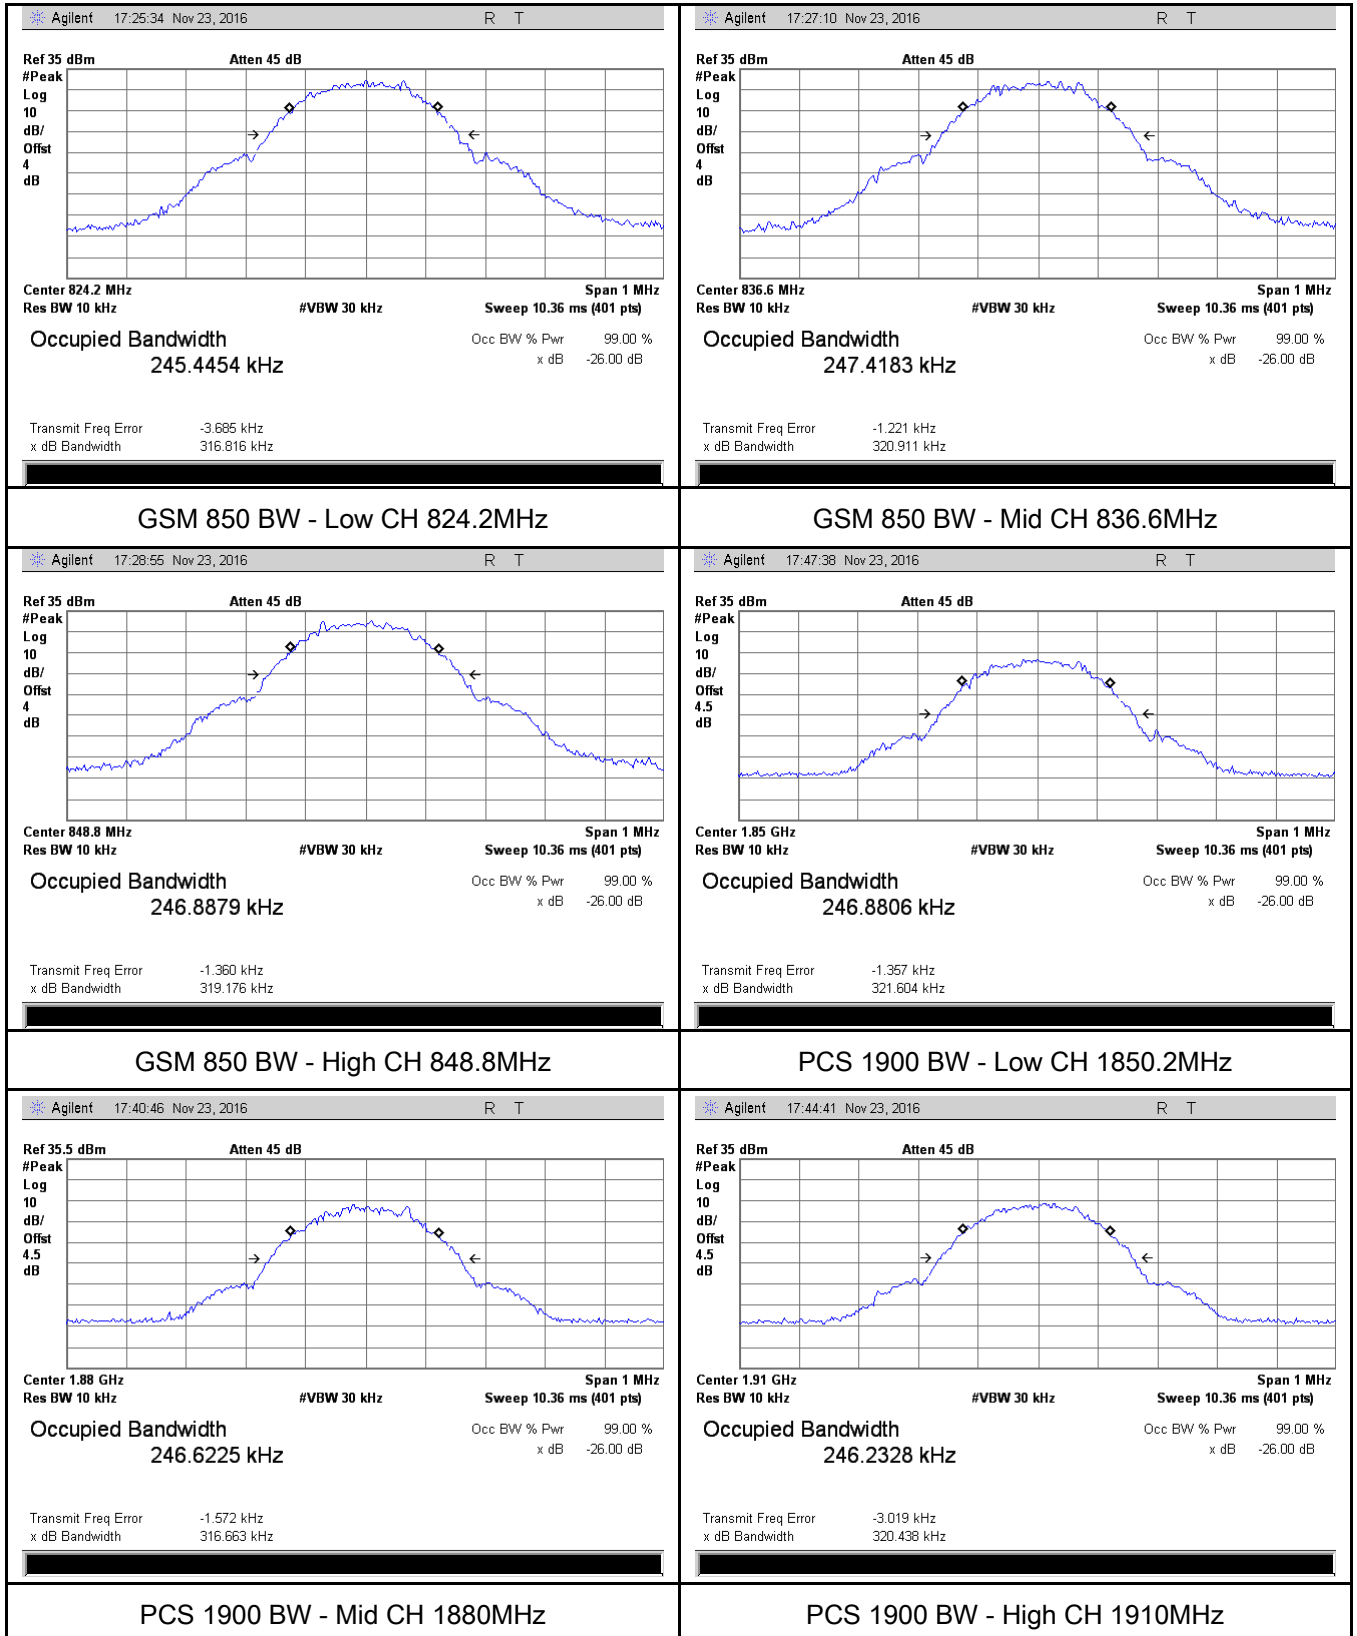 Agilent 17:25:34 Nov 23, 2016 R T
Ref 35 dBm Atten 45 dB
#Peak
Log
10
dB/
Offst
4
dB
Center 824.2 MHz Span 1 MHz
Res BW 10 kHz #VBW 30 kHz Sweep 10.36 ms (401 pts)
Occupied Bandwidth Occ BW % Pwr 99.00 %
245.4454 kHz x dB -26.00 dB
Transmit Freq Error -3.685 kHz
x dB Bandwidth 316.816 kHz
GSM 850 BW - Low CH 824.2MHz
Agilent 17:27:10 Nov 23, 2016 R T
Ref 35 dBm Atten 45 dB
#Peak
Log
10
dB/
Offst
4
dB
Center 836.6 MHz Span 1 MHz
Res BW 10 kHz #VBW 30 kHz Sweep 10.36 ms (401 pts)
Occupied Bandwidth Occ BW % Pwr 99.00 %
247.4183 kHz x dB -26.00 dB
Transmit Freq Error -1.221 kHz
x dB Bandwidth 320.911 kHz
GSM 850 BW - Mid CH 836.6MHz
Agilent 17:28:55 Nov 23, 2016 R T
Ref 35 dBm Atten 45 dB
#Peak
Log
10
dB/
Offst
4
dB
Center 848.8 MHz Span 1 MHz
Res BW 10 kHz #VBW 30 kHz Sweep 10.36 ms (401 pts)
Occupied Bandwidth Occ BW % Pwr 99.00 %
246.8879 kHz x dB -26.00 dB
Transmit Freq Error -1.360 kHz
x dB Bandwidth 319.176 kHz
GSM 850 BW - High CH 848.8MHz
Agilent 17:47:38 Nov 23, 2016 R T
Ref 35 dBm Atten 45 dB
#Peak
Log
10
dB/
Offst
4.5
dB
Center 1.85 GHz Span 1 MHz
Res BW 10 kHz #VBW 30 kHz Sweep 10.36 ms (401 pts)
Occupied Bandwidth Occ BW % Pwr 99.00 %
246.8806 kHz x dB -26.00 dB
Transmit Freq Error -1.357 kHz
x dB Bandwidth 321.604 kHz
PCS 1900 BW - Low CH 1850.2MHz
Agilent 17:40:46 Nov 23, 2016 R T
Ref 35.5 dBm Atten 45 dB
#Peak
Log
10
dB/
Offst
4.5
dB
Center 1.88 GHz Span 1 MHz
Res BW 10 kHz #VBW 30 kHz Sweep 10.36 ms (401 pts)
Occupied Bandwidth Occ BW % Pwr 99.00 %
246.6225 kHz x dB -26.00 dB
Transmit Freq Error -1.572 kHz
x dB Bandwidth 316.663 kHz
PCS 1900 BW - Mid CH 1880MHz
Agilent 17:44:41 Nov 23, 2016 R T
Ref 35 dBm Atten 45 dB
#Peak
Log
10
dB/
Offst
4.5
dB
Center 1.91 GHz Span 1 MHz
Res BW 10 kHz #VBW 30 kHz Sweep 10.36 ms (401 pts)
Occupied Bandwidth Occ BW % Pwr 99.00 %
246.2328 kHz x dB -26.00 dB
Transmit Freq Error -3.019 kHz
x dB Bandwidth 320.438 kHz
PCS 1900 BW - High CH 1910MHz